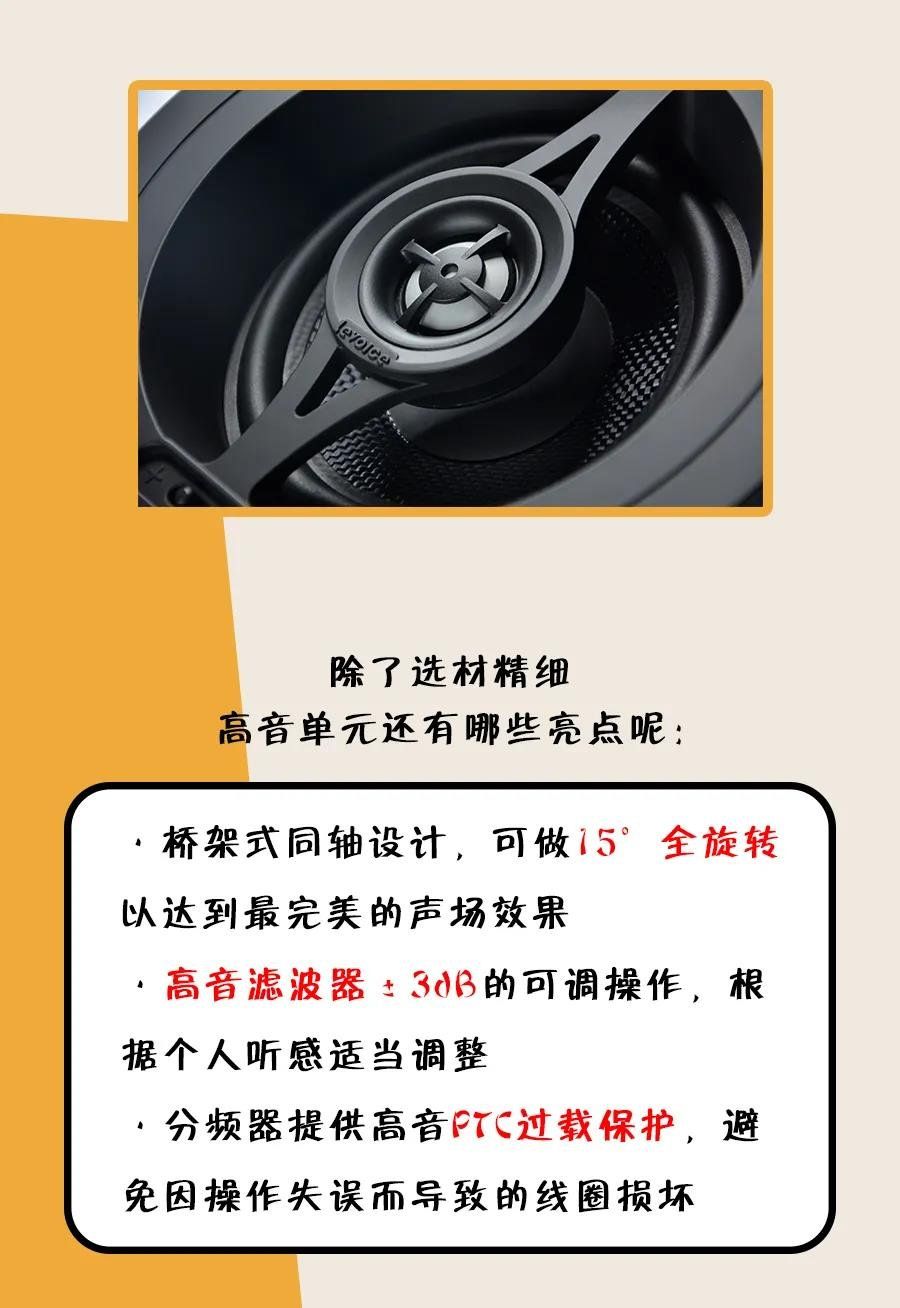 evoice
除了选材精细
高音单元还有哪些亮点呢：
· 桥架式同轴设计，可做15° 全旋转
以达到最完美的声场效果
· 高音滤波器±3dB的可调操作，根
据个人听感适当调整
· 分频器提供高音PTC过载保护，避
免因操作失误而导致的线圈损坏